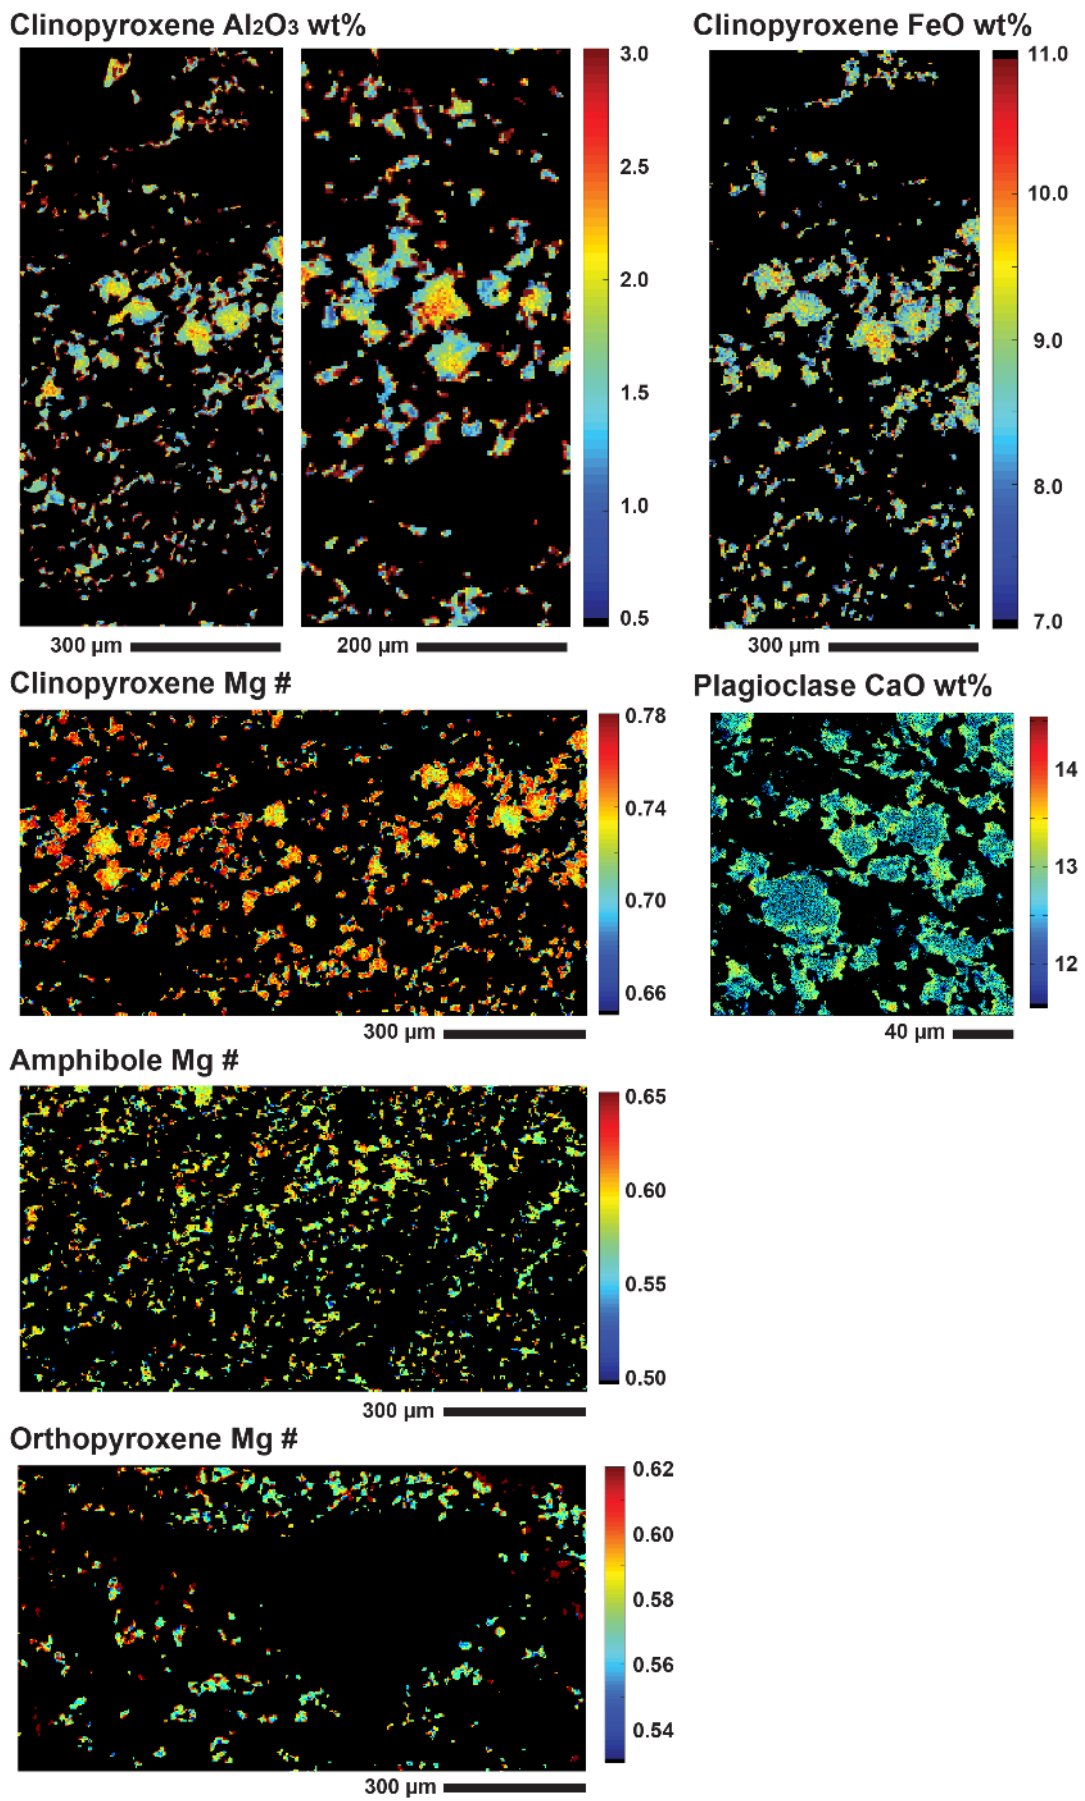 Clinopyroxene Al2O3 wt%
3.0
2.5
2.0
1.5
1.0
0.5
300 µm
200 µm
Clinopyroxene FeO wt%
11.0
10.0
9.0
8.0
7.0
300 µm
Clinopyroxene Mg #
0.78
0.74
0.70
0.66
300 µm
Plagioclase CaO wt%
14
13
12
12
40 µm
Amphibole Mg #
0.65
0.60
0.55
0.50
300 µm
Orthopyroxene Mg #
0.62
0.60
0.58
0.56
0.54
300 µm